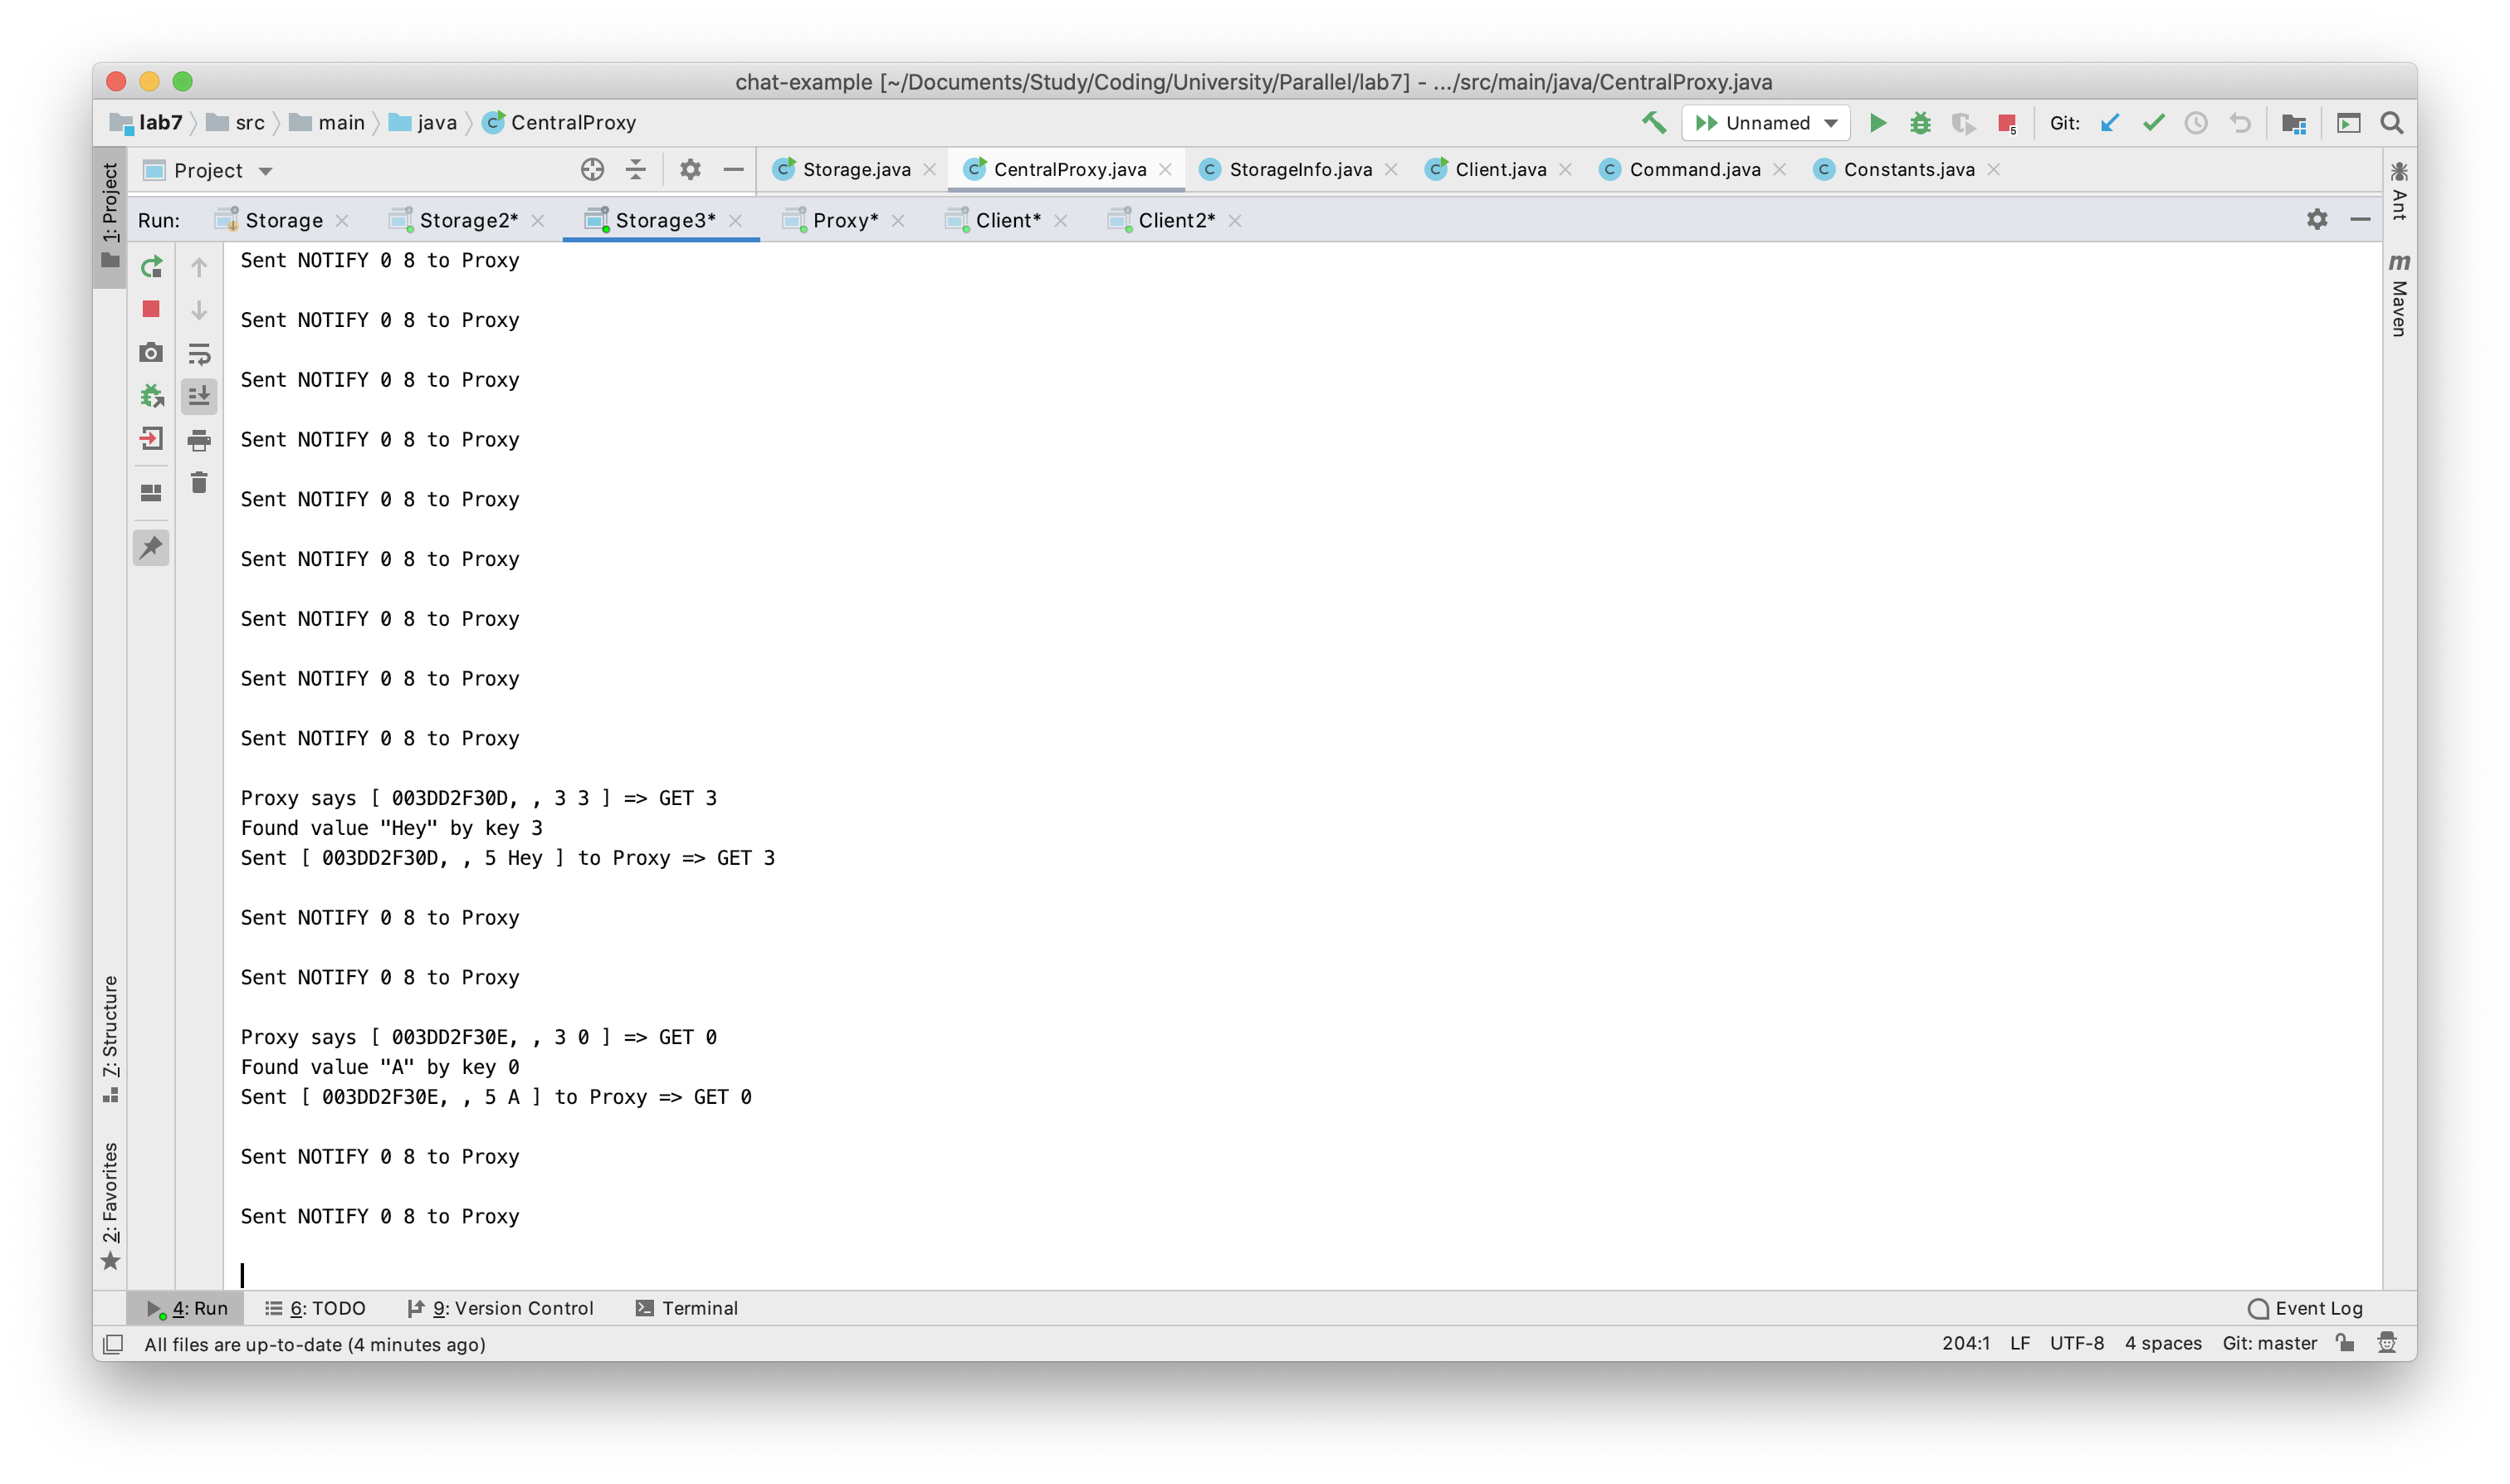 chat-example [~/Documents/Study/Coding/University/Parallel/lab7] - .../src/main/java/CentralProxy.java
lab7 src main java CentralProxy Unnamed 5 Git:
Project Storage.java CentralProxy.java StorageInfo.java Client.java Command.java Constants.java
Run: Storage Storage2* Storage3* Proxy* Client* Client2*
1: Project
7: Structure
2: Favorites
Sent NOTIFY 0 8 to Proxy
Sent NOTIFY 0 8 to Proxy
Sent NOTIFY 0 8 to Proxy
Sent NOTIFY 0 8 to Proxy
Sent NOTIFY 0 8 to Proxy
Sent NOTIFY 0 8 to Proxy
Sent NOTIFY 0 8 to Proxy
Sent NOTIFY 0 8 to Proxy
Sent NOTIFY 0 8 to Proxy
Proxy says [ 003DD2F30D, , 3 3 ] => GET 3
Found value "Hey" by key 3
Sent [ 003DD2F30D, , 5 Hey ] to Proxy => GET 3
Sent NOTIFY 0 8 to Proxy
Sent NOTIFY 0 8 to Proxy
Proxy says [ 003DD2F30E, , 3 0 ] => GET 0
Found value "A" by key 0
Sent [ 003DD2F30E, , 5 A ] to Proxy => GET 0
Sent NOTIFY 0 8 to Proxy
Sent NOTIFY 0 8 to Proxy
Ant
m Maven
4: Run 6: TODO 9: Version Control Terminal Event Log
All files are up-to-date (4 minutes ago) 204:1 LF UTF-8 4 spaces Git: master